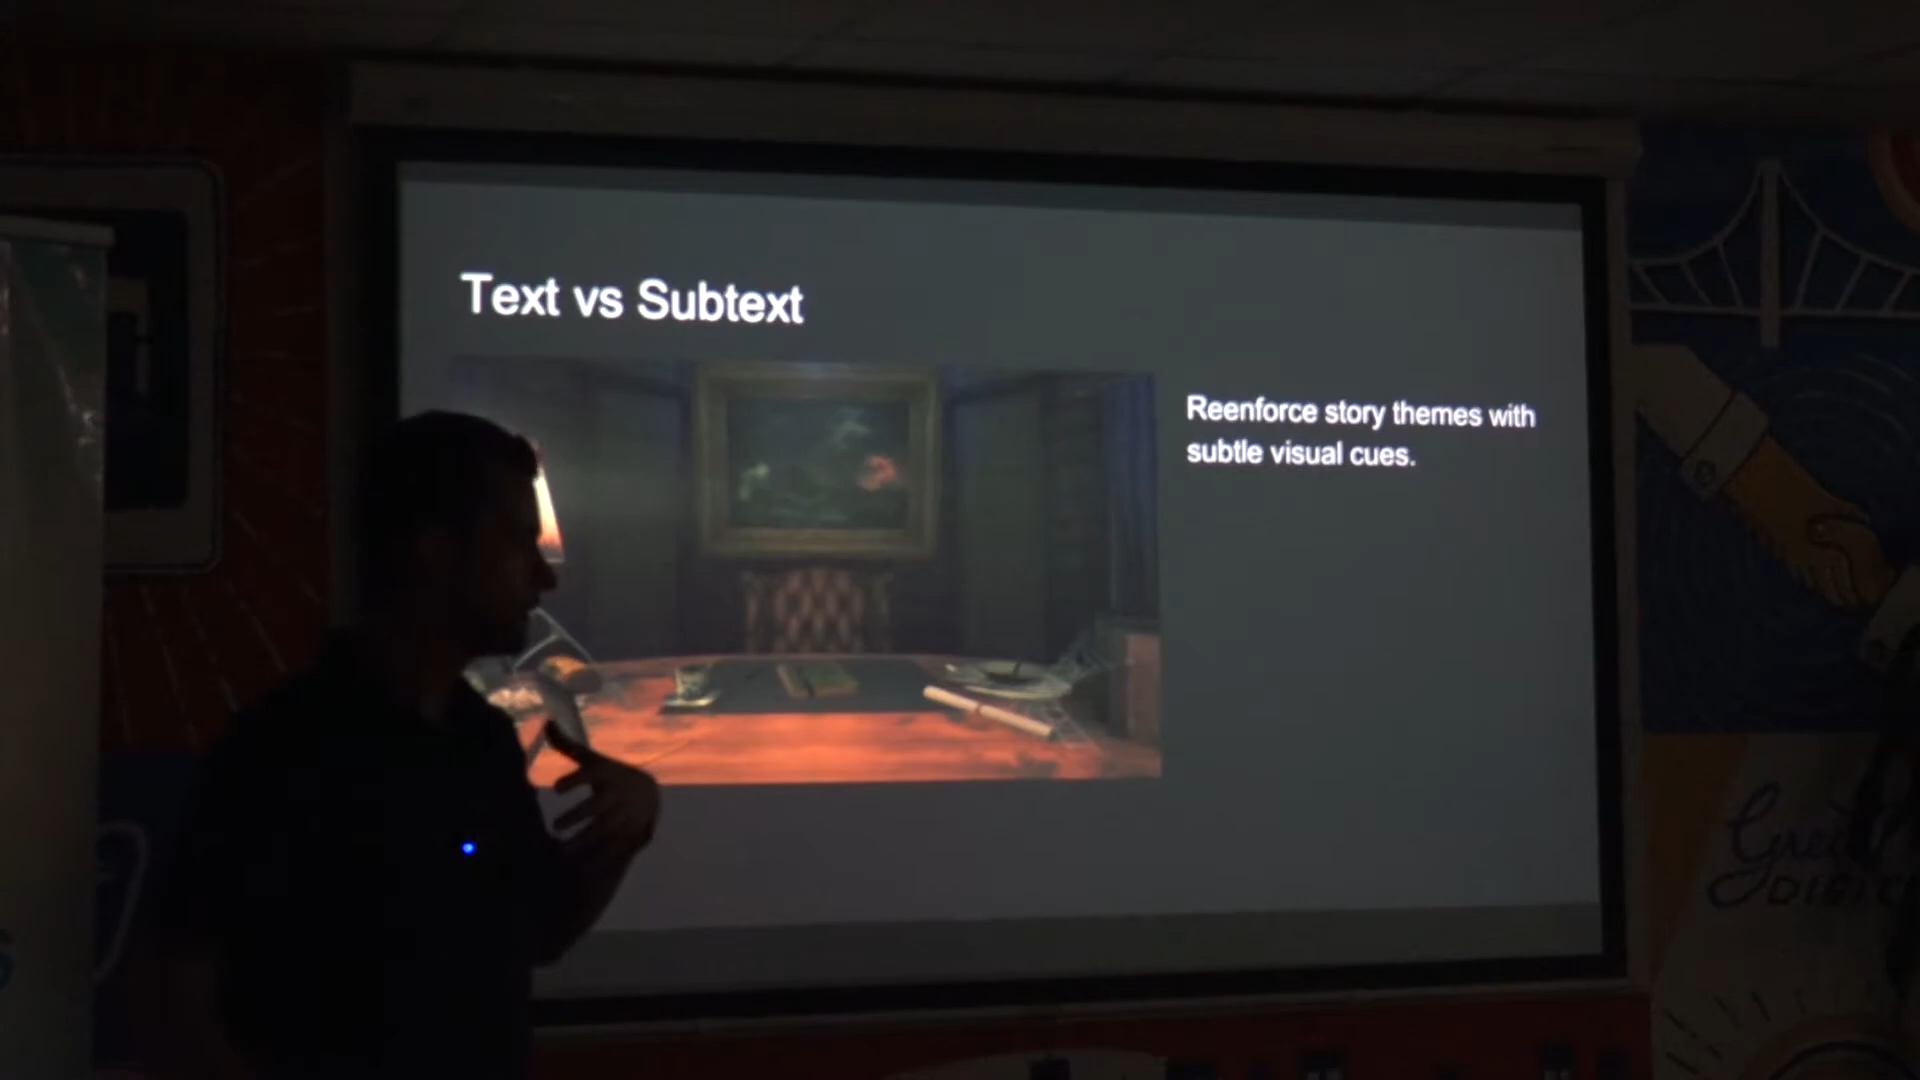 Text vs Subtext
Reenforce story themes with
subtle visual cues.